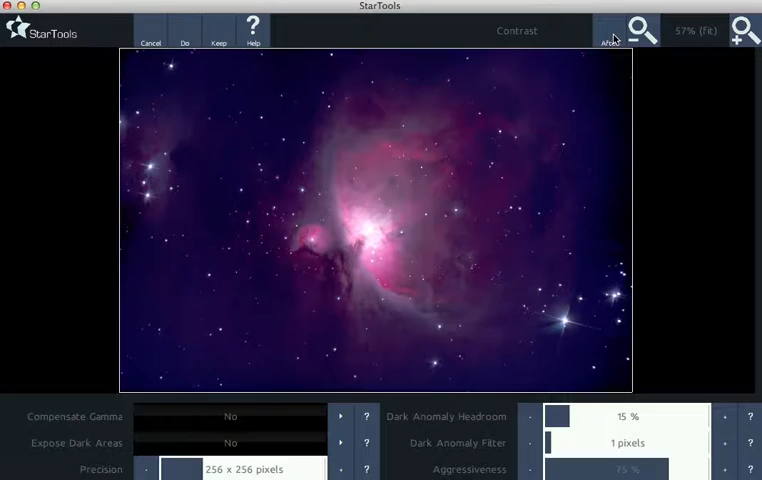 StarTools
StarTools
Cancel Do Keep ? Help
Contrast
57% (fit)
Compensate Gamma No ?
Dark Anomaly Headroom - 15 % + ?
Expose Dark Areas No ?
Dark Anomaly Filter - 1 pixels + ?
Precision - 256 x 256 pixels + ?
Aggressiveness - 75 % + ?